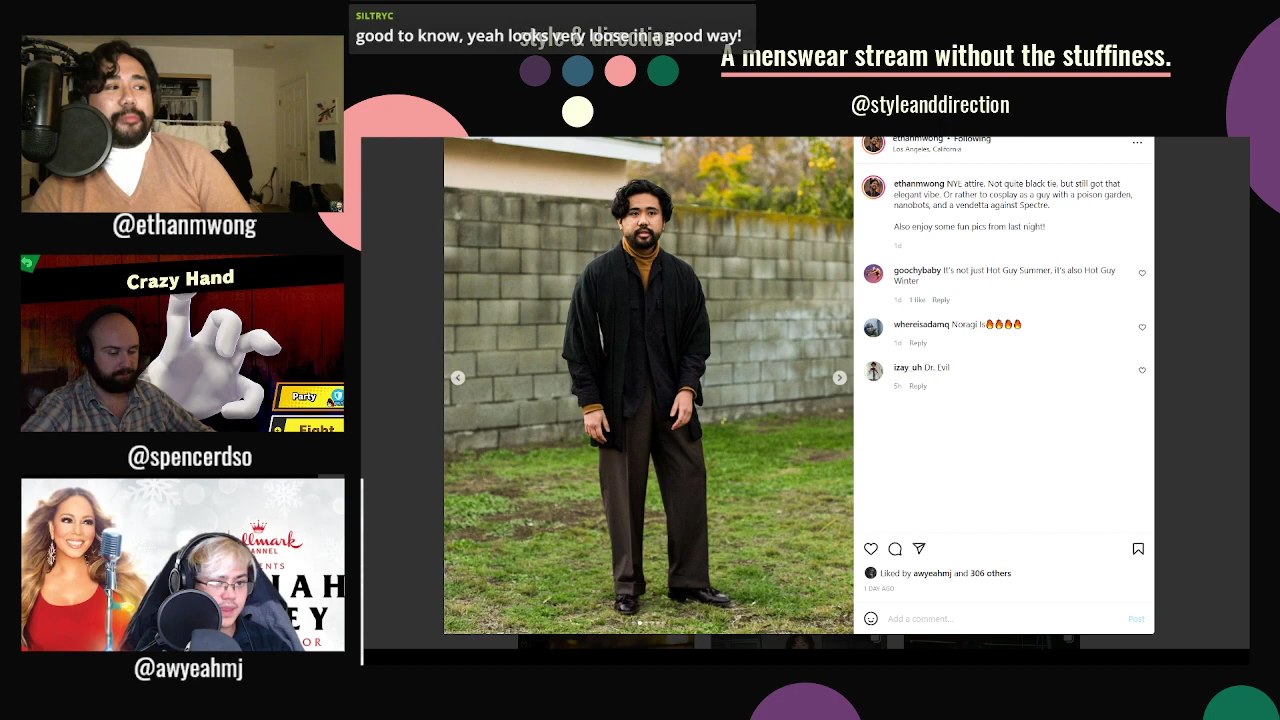 SILTRYC
good to know, yeah looks very loose in a good way!
style & direction
A menswear stream without the stuffiness.
@styleanddirection
@ethanmwong
Crazy Hand
Party
Fight
@spencerdso
HALLMARK
CHANNEL
@awyeahmj
ethanmwong • Following
Los Angeles, California
ethanmwong NYE attire. Not quite black tie, but still got that
elegant vibe. Or rather to cosplay as a guy with a poison garden,
nanobots, and a vendetta against Spectre.
Also enjoy some fun pics from last night!
1d
goochybaby It's not just Hot Guy Summer, it's also Hot Guy
Winter
1d 1 like Reply
whereisadamq Noragi is🔥🔥🔥🔥
1d Reply
izay_uh Dr. Evil
5h Reply
Liked by awyeahmj and 306 others
1 DAY AGO
Add a comment...
Post